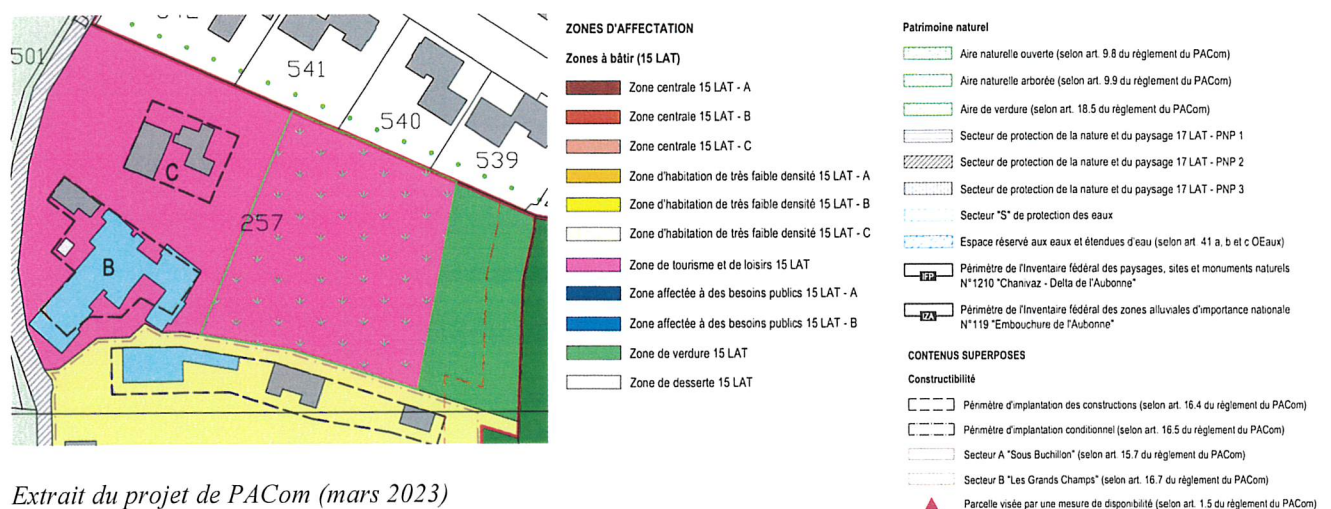 501
541
540
539
C
257
B
Extrait du projet de PACom (mars 2023)
ZONES D'AFFECTATION
Zones à bâtir (15 LAT)
Zone centrale 15 LAT - A
Zone centrale 15 LAT - B
Zone centrale 15 LAT - C
Zone d'habitation de très faible densité 15 LAT - A
Zone d'habitation de très faible densité 15 LAT - B
Zone d'habitation de très faible densité 15 LAT - C
Zone de tourisme et de loisirs 15 LAT
Zone affectée à des besoins publics 15 LAT - A
Zone affectée à des besoins publics 15 LAT - B
Zone de verdure 15 LAT
Zone de desserte 15 LAT
Patrimoine naturel
Aire naturelle ouverte (selon art. 9.8 du règlement du PACom)
Aire naturelle arborée (selon art. 9.9 du règlement du PACom)
Aire de verdure (selon art. 18.5 du règlement du PACom)
Secteur de protection de la nature et du paysage 17 LAT - PNP 1
Secteur de protection de la nature et du paysage 17 LAT - PNP 2
Secteur de protection de la nature et du paysage 17 LAT - PNP 3
Secteur "S" de protection des eaux
Espace réservé aux eaux et étendues d'eau (selon art 41 a, b et c OEaux)
IFP
Périmètre de l'Inventaire fédéral des paysages, sites et monuments naturels
N°1210 "Chanivaz - Delta de l'Aubonne"
IZA
Périmètre de l'Inventaire fédéral des zones alluviales d'importance nationale
N°119 "Embouchure de l'Aubonne"
CONTENUS SUPERPOSES
Constructibilité
Périmètre d'implantation des constructions (selon art. 16.4 du règlement du PACom)
Périmètre d'implantation conditionnel (selon art. 16.5 du règlement du PACom)
Secteur A "Sous Buchillon" (selon art. 15.7 du règlement du PACom)
Secteur B "Les Grands Champs" (selon art. 16.7 du règlement du PACom)
Parcelle visée par une mesure de disponibilité (selon art. 1.5 du règlement du PACom)